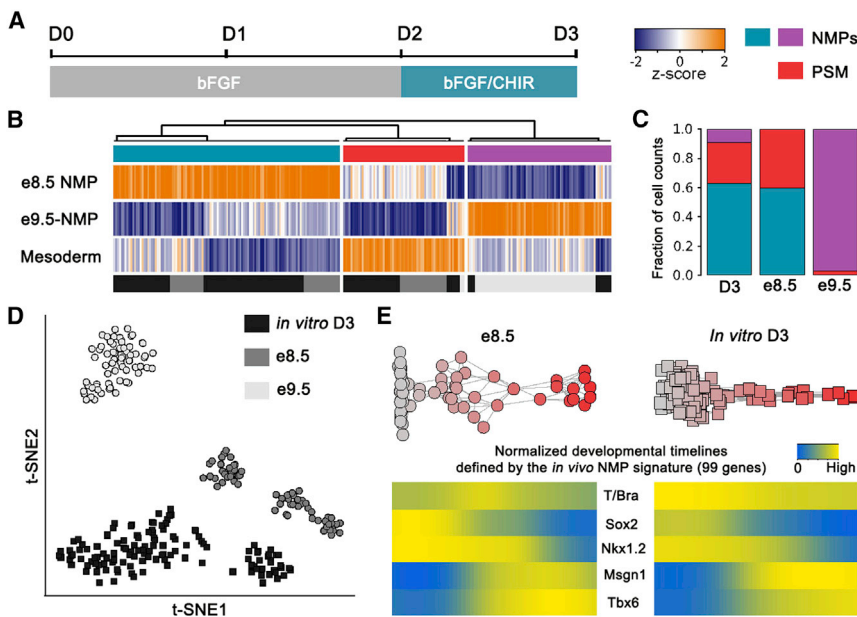 A
D0 D1 D2 D3
bFGF bFGF/CHIR
-2 0 2
z-score
NMPs
PSM
B
e8.5 NMP
e9.5-NMP
Mesoderm
C
Fraction of cell counts
1.0
0.8
0.6
0.4
0.2
0.0
D3 e8.5 e9.5
D
t-SNE2
t-SNE1
in vitro D3
e8.5
e9.5
E
e8.5 In vitro D3
Normalized developmental timelines
defined by the in vivo NMP signature (99 genes)
0 High
T/Bra
Sox2
Nkx1.2
Msgn1
Tbx6